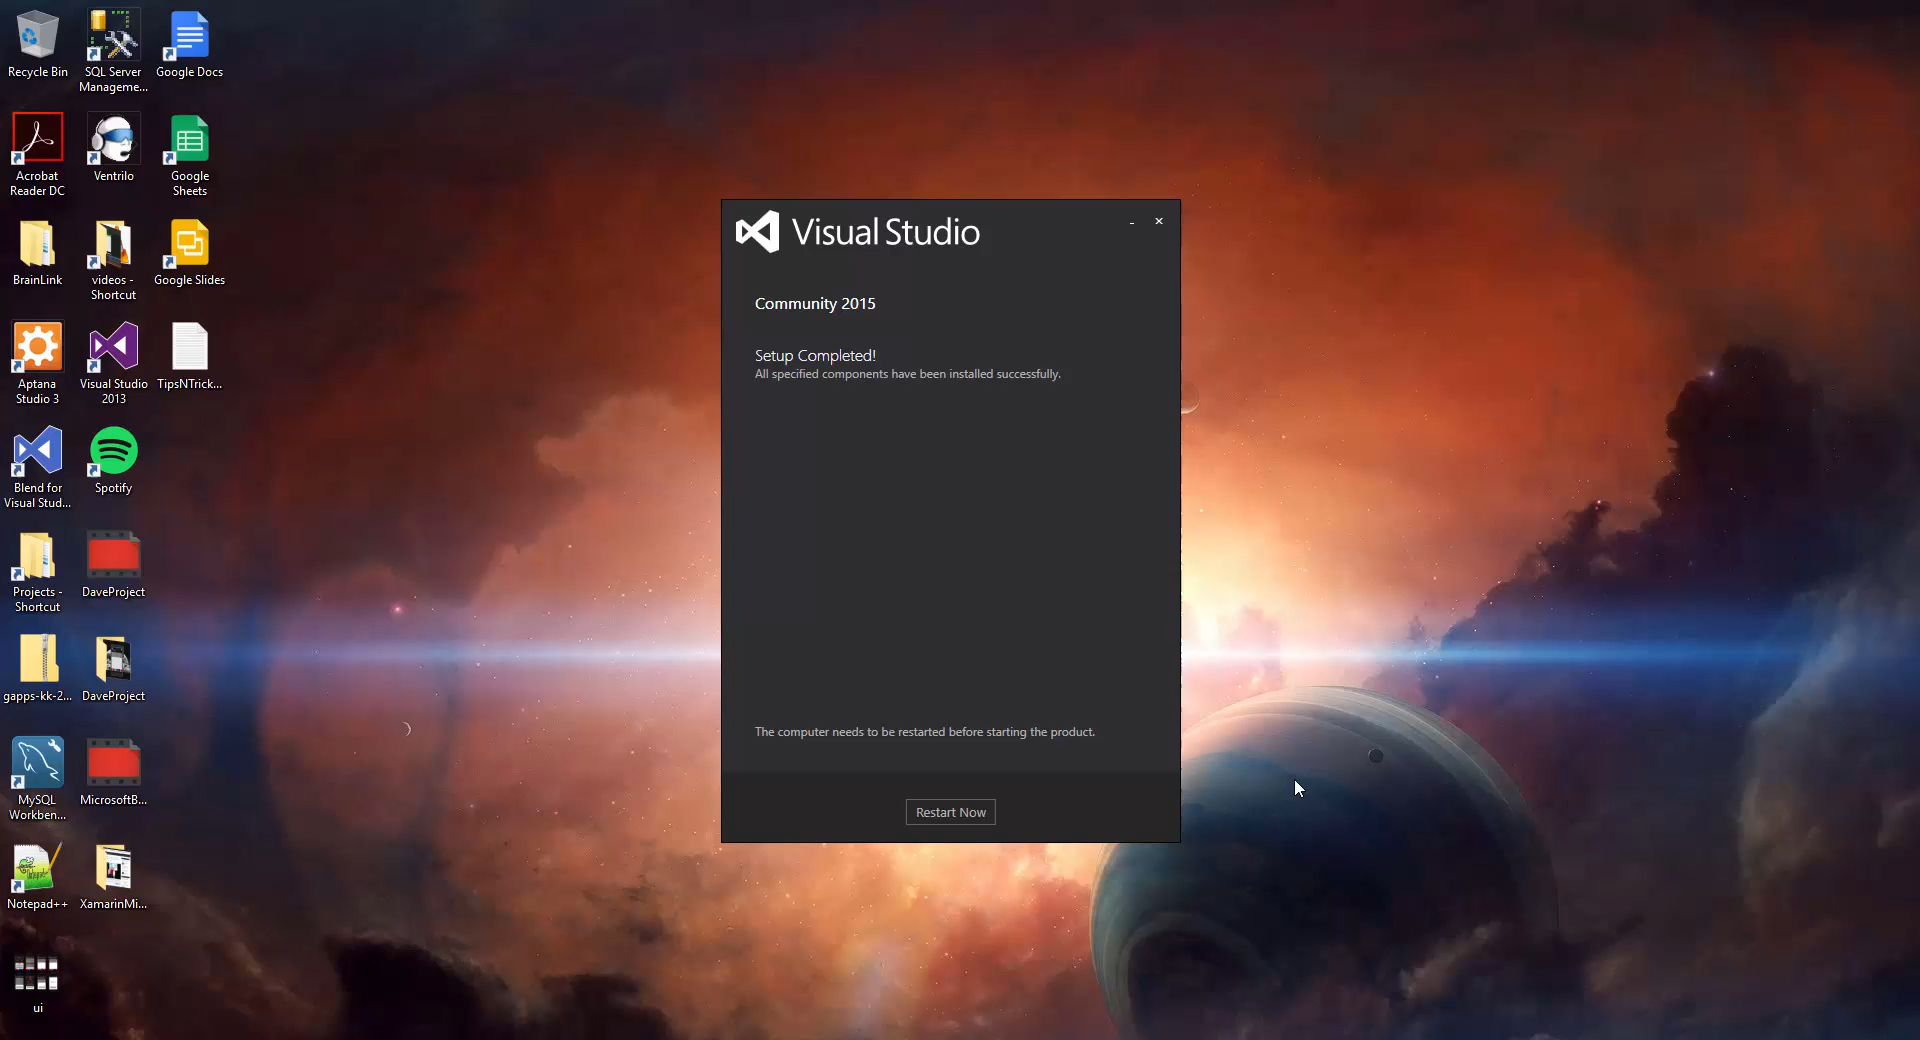 Recycle Bin
SQL Server
Manageme...
Google Docs
Acrobat
Reader DC
Ventrilo
Google
Sheets
BrainLink
videos -
Shortcut
Google Slides
Aptana
Studio 3
Visual Studio
2013
TipsNTrick...
Blend for
Visual Stud...
Spotify
Projects -
Shortcut
DaveProject
gapps-kk-2...
DaveProject
MySQL
Workben...
MicrosoftB...
Notepad++
XamarinMi...
ui
Visual Studio
Community 2015
Setup Completed!
All specified components have been installed successfully.
The computer needs to be restarted before starting the product.
Restart Now